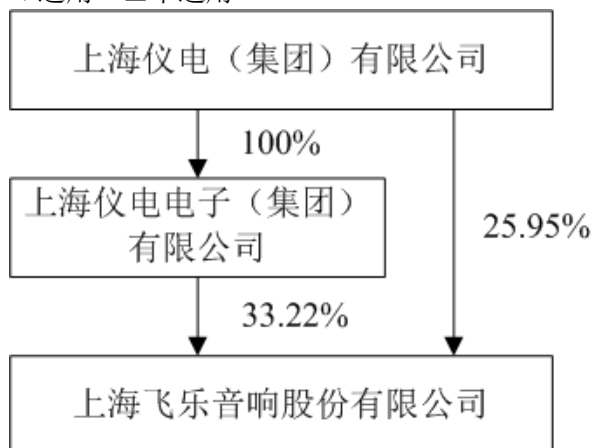 上海仪电（集团）有限公司
100%
上海仪电电子（集团）
有限公司
25.95%
33.22%
上海飞乐音响股份有限公司